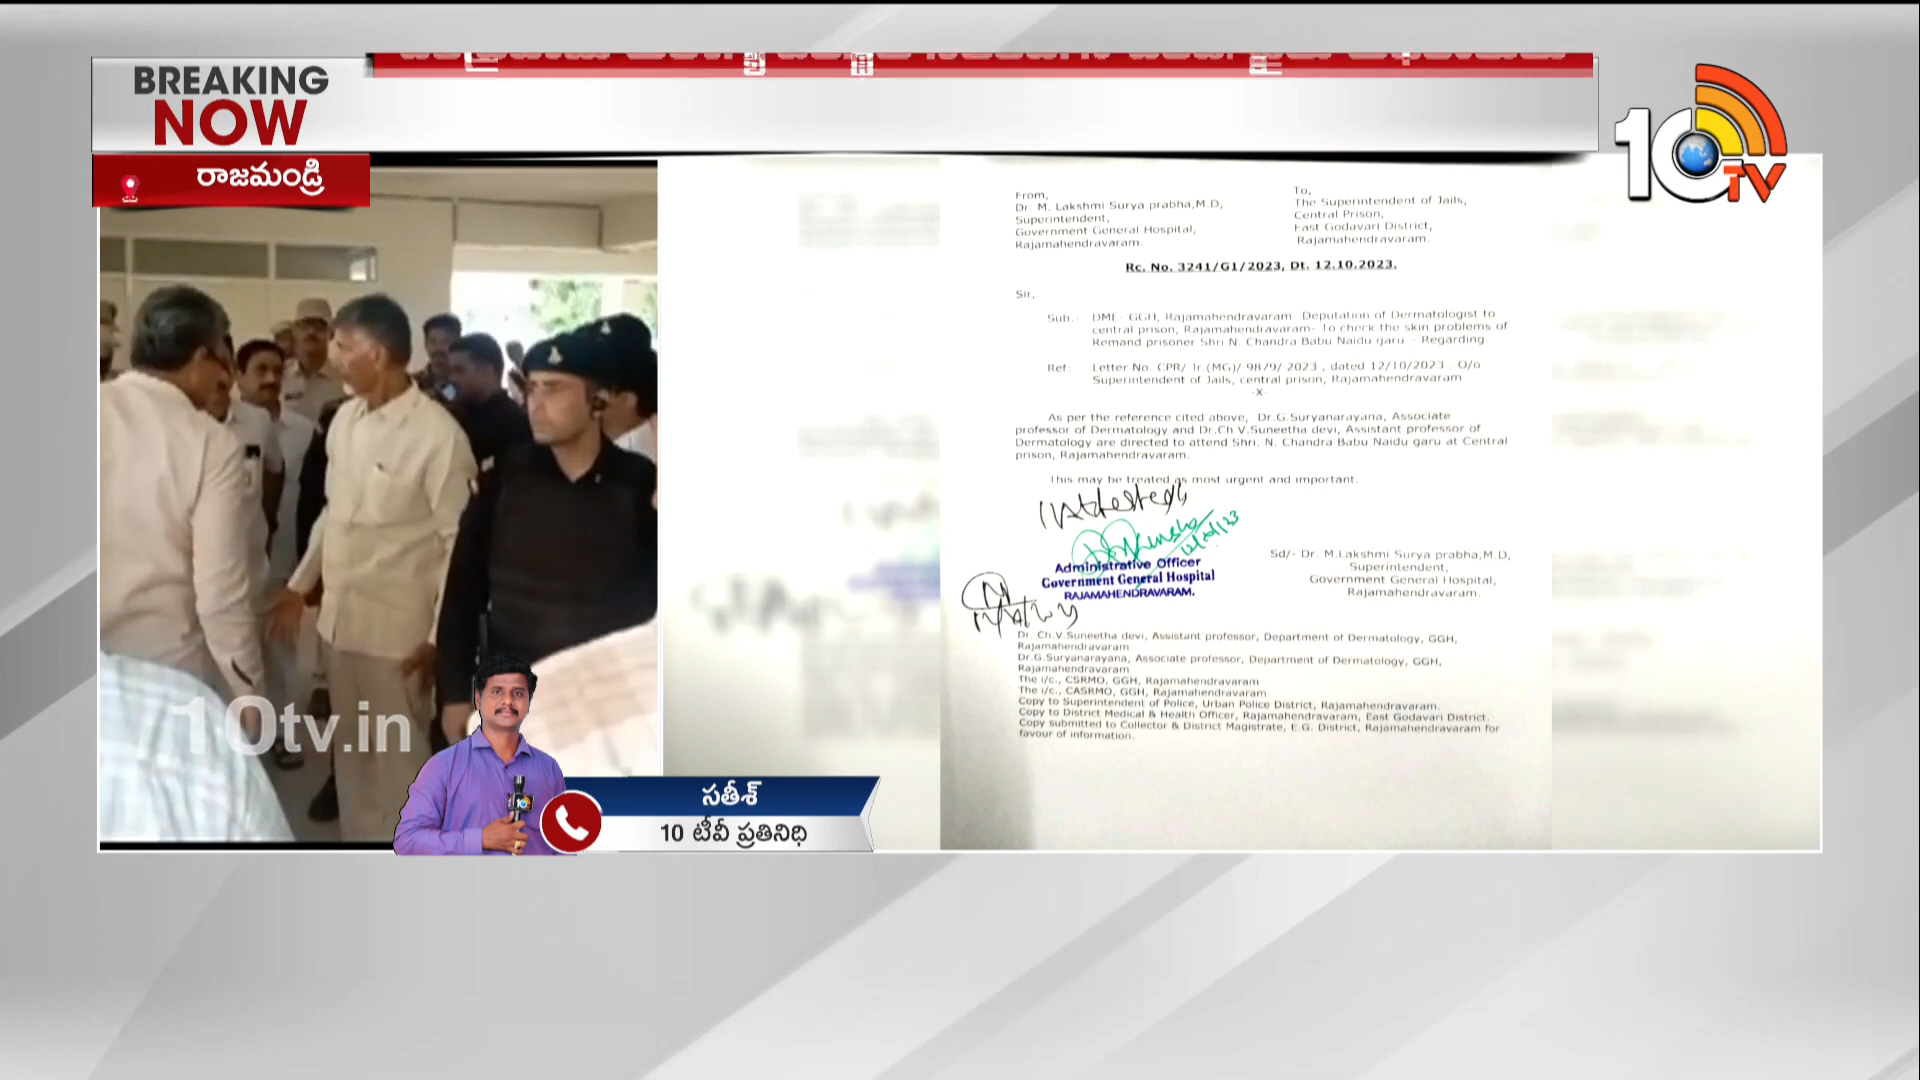 BREAKING
NOW
రాజమండ్రి
10TV
From,
Dr. M. Lakshmi Surya prabha,M.D,
Superintendent,
Government General Hospital,
Rajamahendravaram.
To,
The Superintendent of Jails,
Central Prison,
East Godavari District,
Rajamahendravaram.
Rc. No. 3241/G1/2023, Dt. 12.10.2023.
Sir,
Sub.- DME - GGH, Rajamahendravaram- Deputation of Dermatologist to
central prison, Rajamahendravaram- To check the skin problems of
Remand prisoner Shri N. Chandra Babu Naidu garu - Regarding.
Ref: Letter No. CPR/ Jr.(MG)/ 9879/ 2023 , dated 12/10/2023 . O/o
Superintendent of Jails, central prison, Rajamahendravaram
-X-
As per the reference cited above, Dr.G.Suryanarayana, Associate
professor of Dermatology and Dr.Ch V.Suneetha devi, Assistant professor of
Dermatology are directed to attend Shri. N. Chandra Babu Naidu garu at Central
prison, Rajamahendravaram.
This may be treated as most urgent and important.
//Attested//
Administrative Officer
Government General Hospital
RAJAMAHENDRAVARAM.
Sd/- Dr. M.Lakshmi Surya prabha,M.D,
Superintendent,
Government General Hospital,
Rajamahendravaram.
Dr. Ch.V.Suneetha devi, Assistant professor, Department of Dermatology, GGH,
Rajamahendravaram
Dr.G.Suryanarayana, Associate professor, Department of Dermatology, GGH,
Rajamahendravaram
The i/c., CSRMO, GGH, Rajamahendravaram
The i/c., CASRMO, GGH, Rajamahendravaram
Copy to Superintendent of Police, Urban Police District, Rajamahendravaram.
Copy to District Medical & Health Officer, Rajamahendravaram, East Godavari District.
Copy submitted to Collector & District Magistrate, E.G. District, Rajamahendravaram for
favour of information.
10tv.in
సతీశ్
10 టీవీ ప్రతినిధి